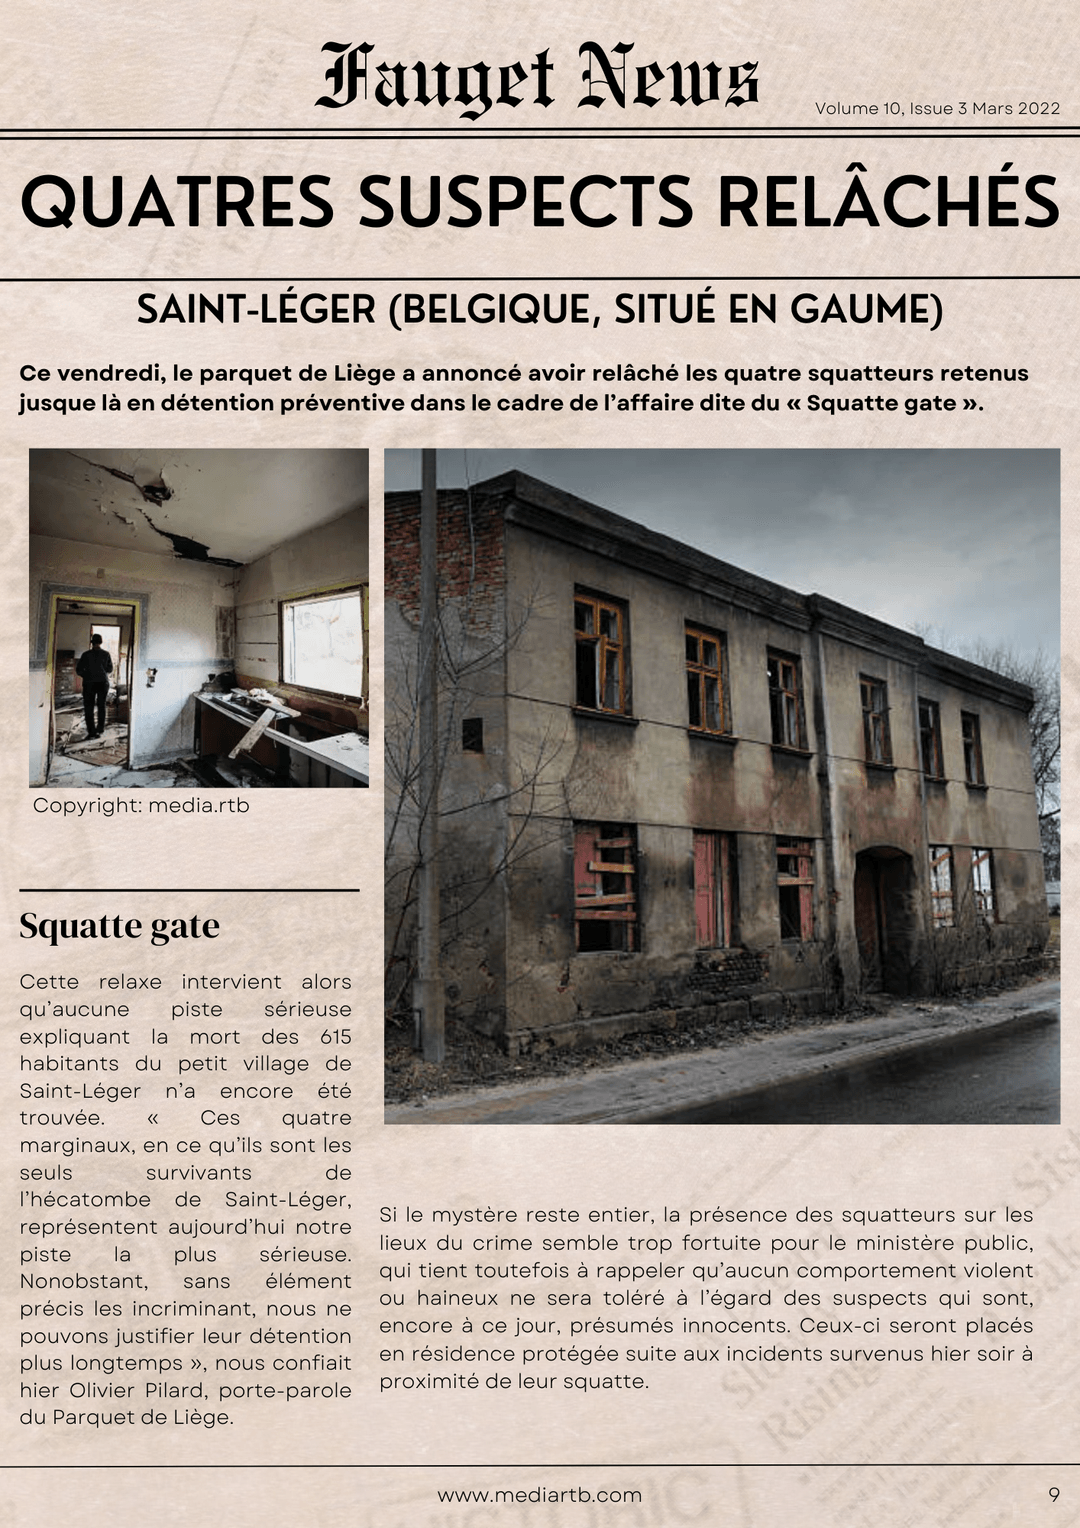 Fauget News
Volume 10, Issue 3 Mars 2022
QUATRES SUSPECTS RELÂCHÉS
SAINT-LÉGER (BELGIQUE, SITUÉ EN GAUME)
Ce vendredi, le parquet de Liège a annoncé avoir relâché les quatre squatteurs retenus
jusque là en détention préventive dans le cadre de l'affaire dite du « Squatte gate ».
Copyright: media.rtb
Squatte gate
Cette relaxe intervient alors
qu'aucune piste sérieuse
expliquant la mort des 615
habitants du petit village de
Saint-Léger n'a encore été
trouvée. « Ces quatre
marginaux, en ce qu'ils sont les
seuls survivants de
l'hécatombe de Saint-Léger,
représentent aujourd'hui notre
piste la plus sérieuse.
Nonobstant, sans élément
précis les incriminant, nous ne
pouvons justifier leur détention
plus longtemps », nous confiait
hier Olivier Pilard, porte-parole
du Parquet de Liège.
Si le mystère reste entier, la présence des squatteurs sur les
lieux du crime semble trop fortuite pour le ministère public,
qui tient toutefois à rappeler qu'aucun comportement violent
ou haineux ne sera toléré à l'égard des suspects qui sont,
encore à ce jour, présumés innocents. Ceux-ci seront placés
en résidence protégée suite aux incidents survenus hier soir à
proximité de leur squatte.
www.mediartb.com
9